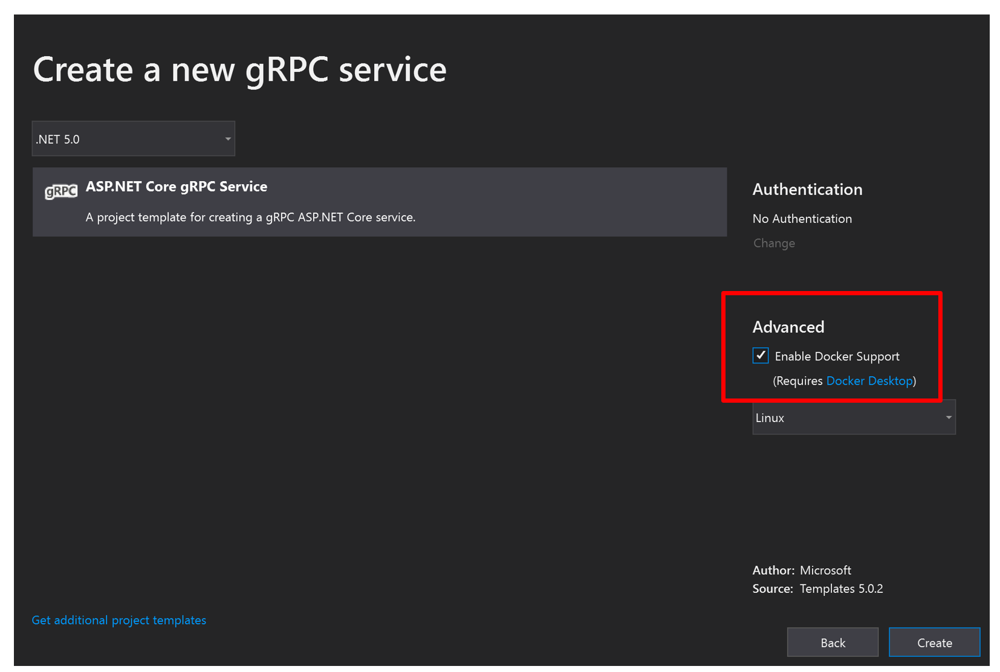 Create a new gRPC service
.NET 5.0
gRPC
ASP.NET Core gRPC Service
A project template for creating a gRPC ASP.NET Core service.
Authentication
No Authentication
Change
Advanced
Enable Docker Support
(Requires Docker Desktop)
Linux
Author: Microsoft
Source: Templates 5.0.2
Get additional project templates
Back
Create